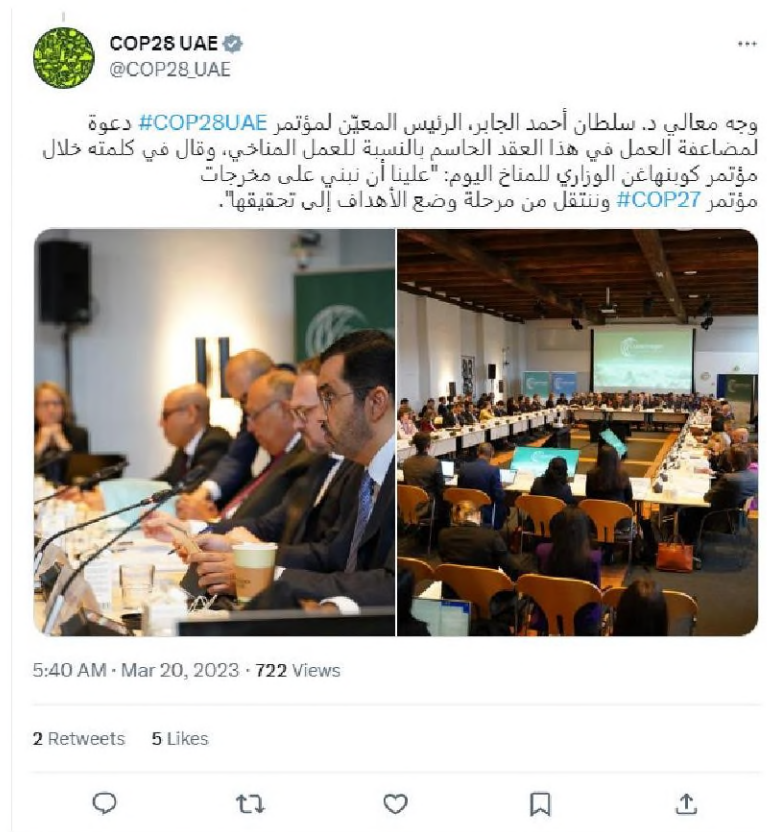 COP28 UAE
@COP28_UAE
وجه معالي د. سلطان أحمد الجابر، الرئيس المعيّن لمؤتمر #COP28UAE دعوة
لمضاعفة العمل في هذا العقد الحاسم بالنسبة للعمل المناخي، وقال في كلمته خلال
مؤتمر كوبنهاغن الوزاري للمناخ اليوم: "علينا أن نبني على مخرجات
مؤتمر #COP27 وننتقل من مرحلة وضع الأهداف إلى تحقيقها".
5:40 AM · Mar 20, 2023 · 722 Views
2 Retweets 5 Likes